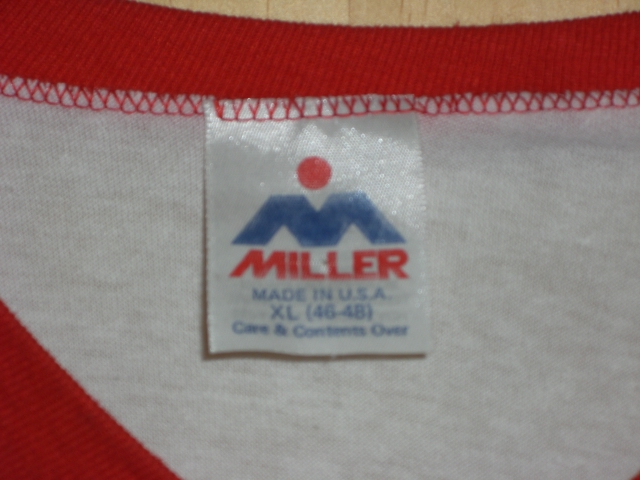 MILLER
MADE IN U.S.A.
XL (46-48)
Care & Contents Over